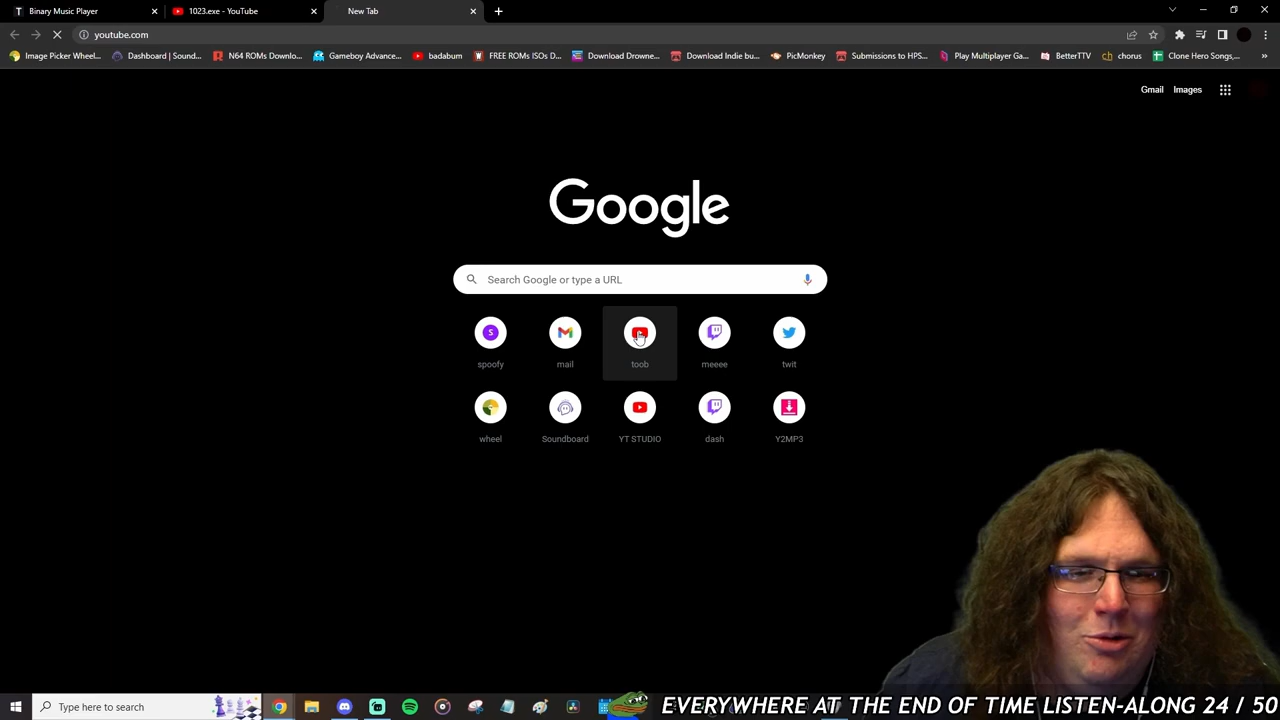 Binary Music Player
1023.exe - YouTube
New Tab
youtube.com
Image Picker Wheel...
Dashboard | Sound...
N64 ROMs Downlo...
Gameboy Advance...
badabum
FREE ROMs ISOs D...
Download Drowne...
Download Indie bu...
PicMonkey
Submissions to HPS...
Play Multiplayer Ga...
BetterTTV
chorus
Clone Hero Songs,...
Gmail
Images
Google
Search Google or type a URL
spoofy
mail
toob
meeee
twit
wheel
Soundboard
YT STUDIO
dash
Y2MP3
Type here to search
EVERYWHERE AT THE END OF TIME LISTEN-ALONG 24 / 50